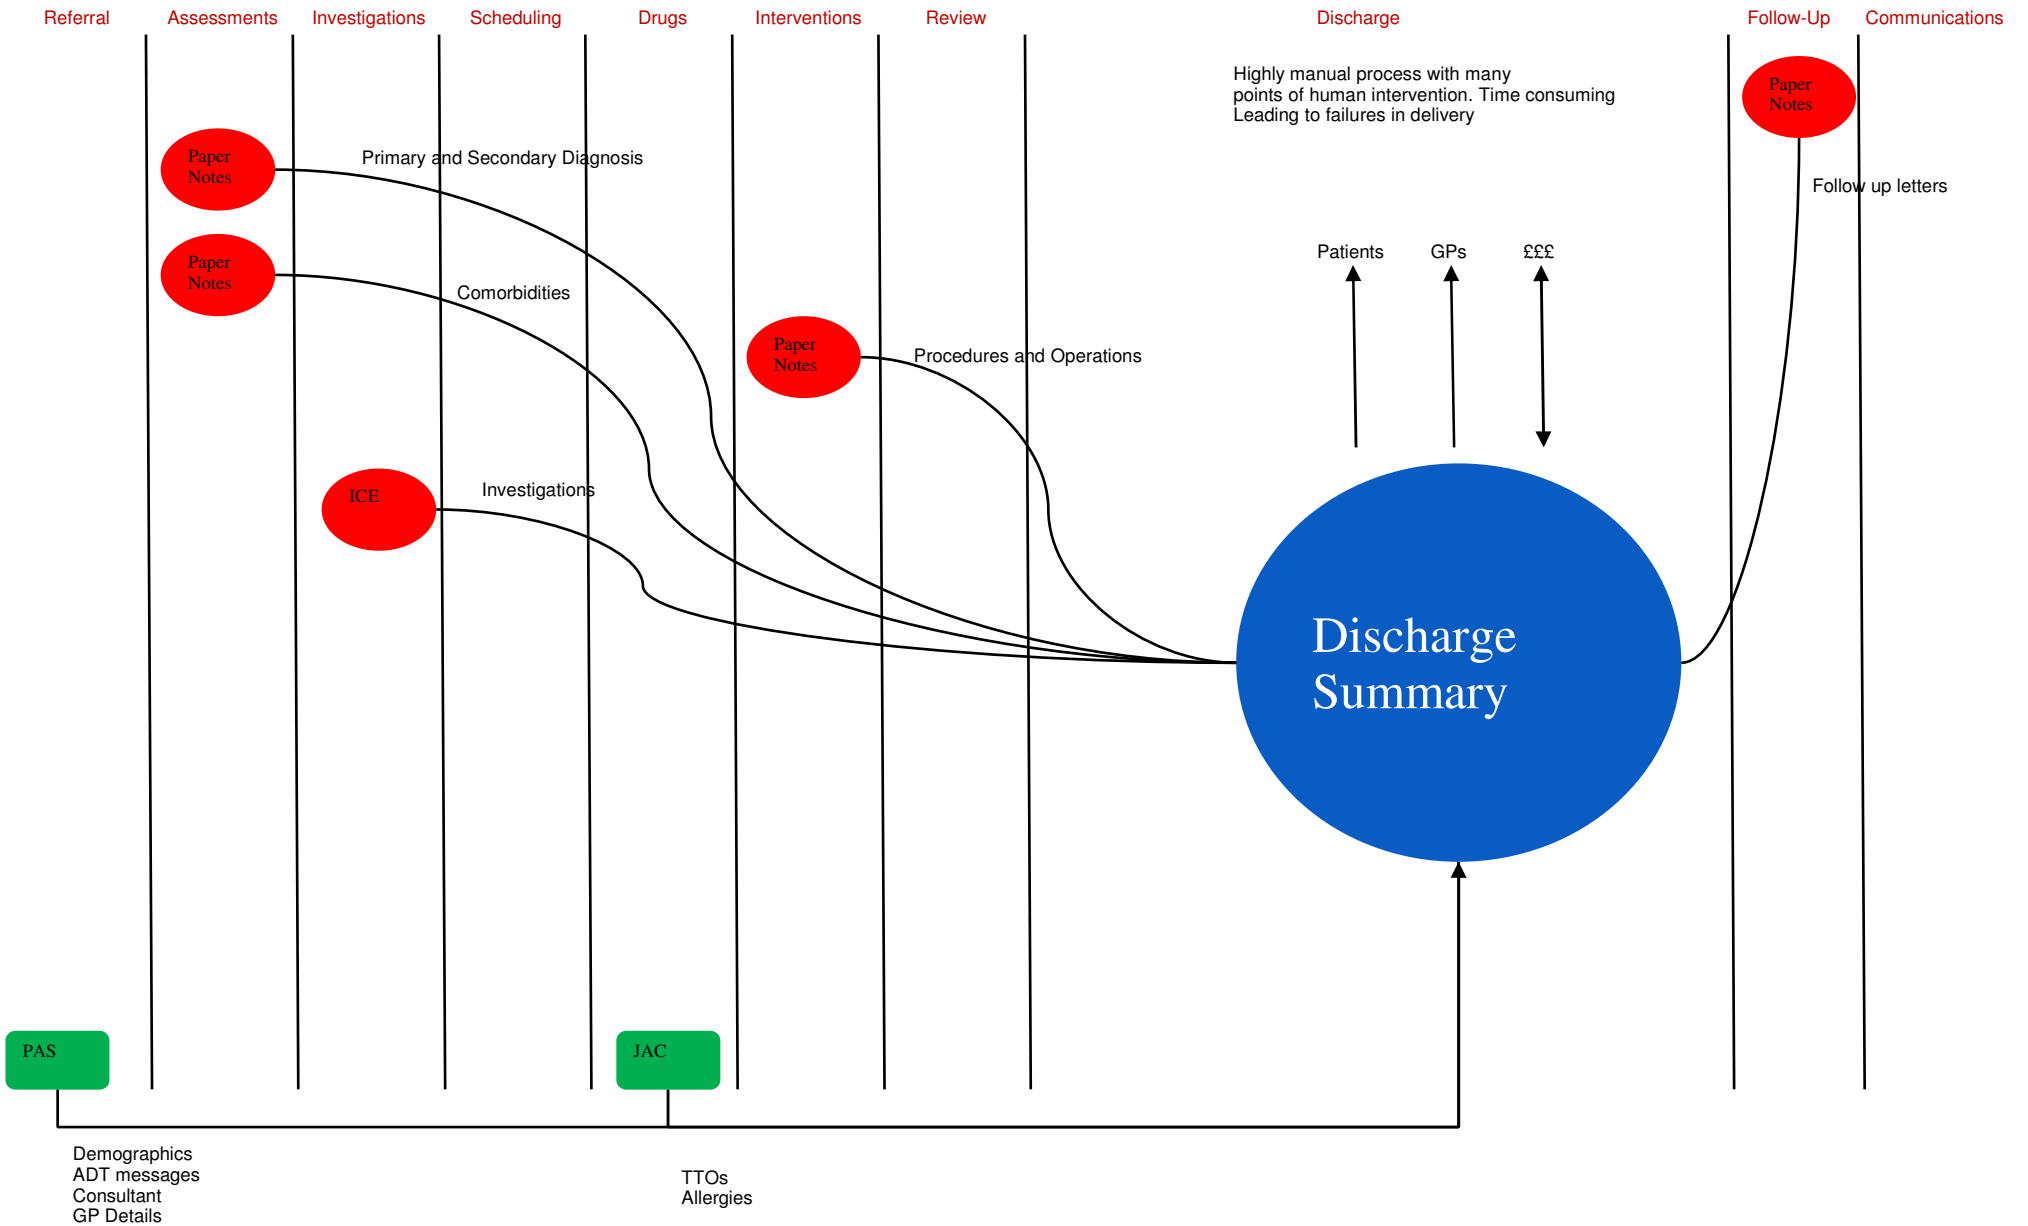 Referral Assessments Investigations Scheduling Drugs Interventions Review Discharge Follow-Up Communications
Highly manual process with many
points of human intervention. Time consuming
Leading to failures in delivery
Paper
Notes
Paper
Notes
Primary and Secondary Diagnosis
Follow up letters
Patients GPs £££
Paper
Notes
Comorbidities
Paper
Notes
Procedures and Operations
ICE
Investigations
Discharge
Summary
PAS
JAC
Demographics
ADT messages
Consultant
GP Details
TTOs
Allergies